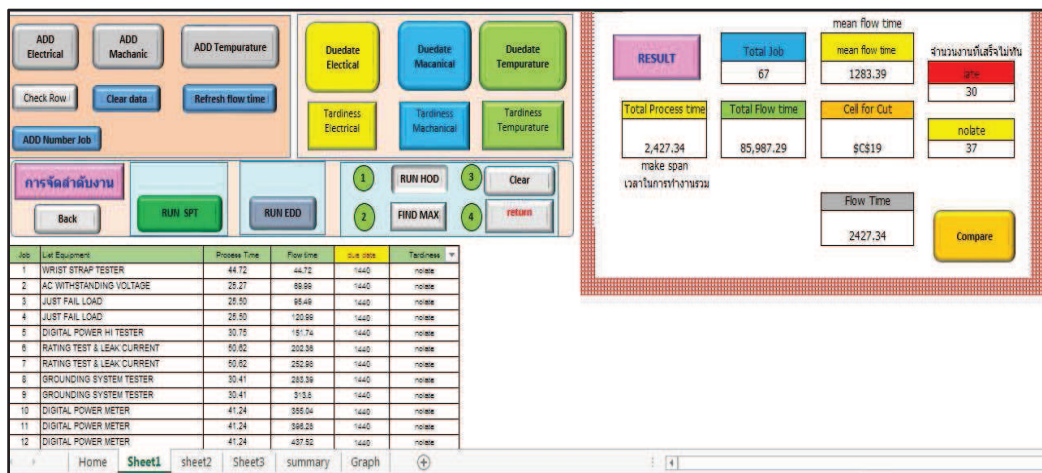 ADD
Electrical
ADD
Machanic
ADD Tempurature
Check Row
Clear data
Refresh flow time
ADD Number Job
Duedate
Electical
Duedate
Macanical
Duedate
Tempurature
Tardiness
Electrical
Tardiness
Machanical
Tardiness
Tempurature
การจัดลำดับงาน
Back
RUN SPT
RUN EDD
1
RUN HOD
3
Clear
2
FIND MAX
4
return
RESULT
Total Job
67
mean flow time
mean flow time
1283.39
จำนวนงานที่เสร็จไม่ทัน
late
30
Total Process time
2,427.34
make span
เวลาในการทำงานรวม
Total Flow time
85,987.29
Cell for Cut
$C$19
nolate
37
Flow Time
2427.34
Compare
Job List Equipment Process Time Flow time due date Tardiness
1 WRIST STRAP TESTER 44.72 44.72 1440 nolate
2 AC WITHSTANDING VOLTAGE 25.27 69.99 1440 nolate
3 JUST FAIL LOAD 25.50 95.49 1440 nolate
4 JUST FAIL LOAD 25.50 120.99 1440 nolate
5 DIGITAL POWER HI TESTER 30.75 151.74 1440 nolate
6 RATING TEST & LEAK CURRENT 50.62 202.36 1440 nolate
7 RATING TEST & LEAK CURRENT 50.62 252.98 1440 nolate
8 GROUNDING SYSTEM TESTER 30.41 283.39 1440 nolate
9 GROUNDING SYSTEM TESTER 30.41 313.8 1440 nolate
10 DIGITAL POWER METER 41.24 355.04 1440 nolate
11 DIGITAL POWER METER 41.24 396.28 1440 nolate
12 DIGITAL POWER METER 41.24 437.52 1440 nolate
Home Sheet1 sheet2 Sheet3 summary Graph